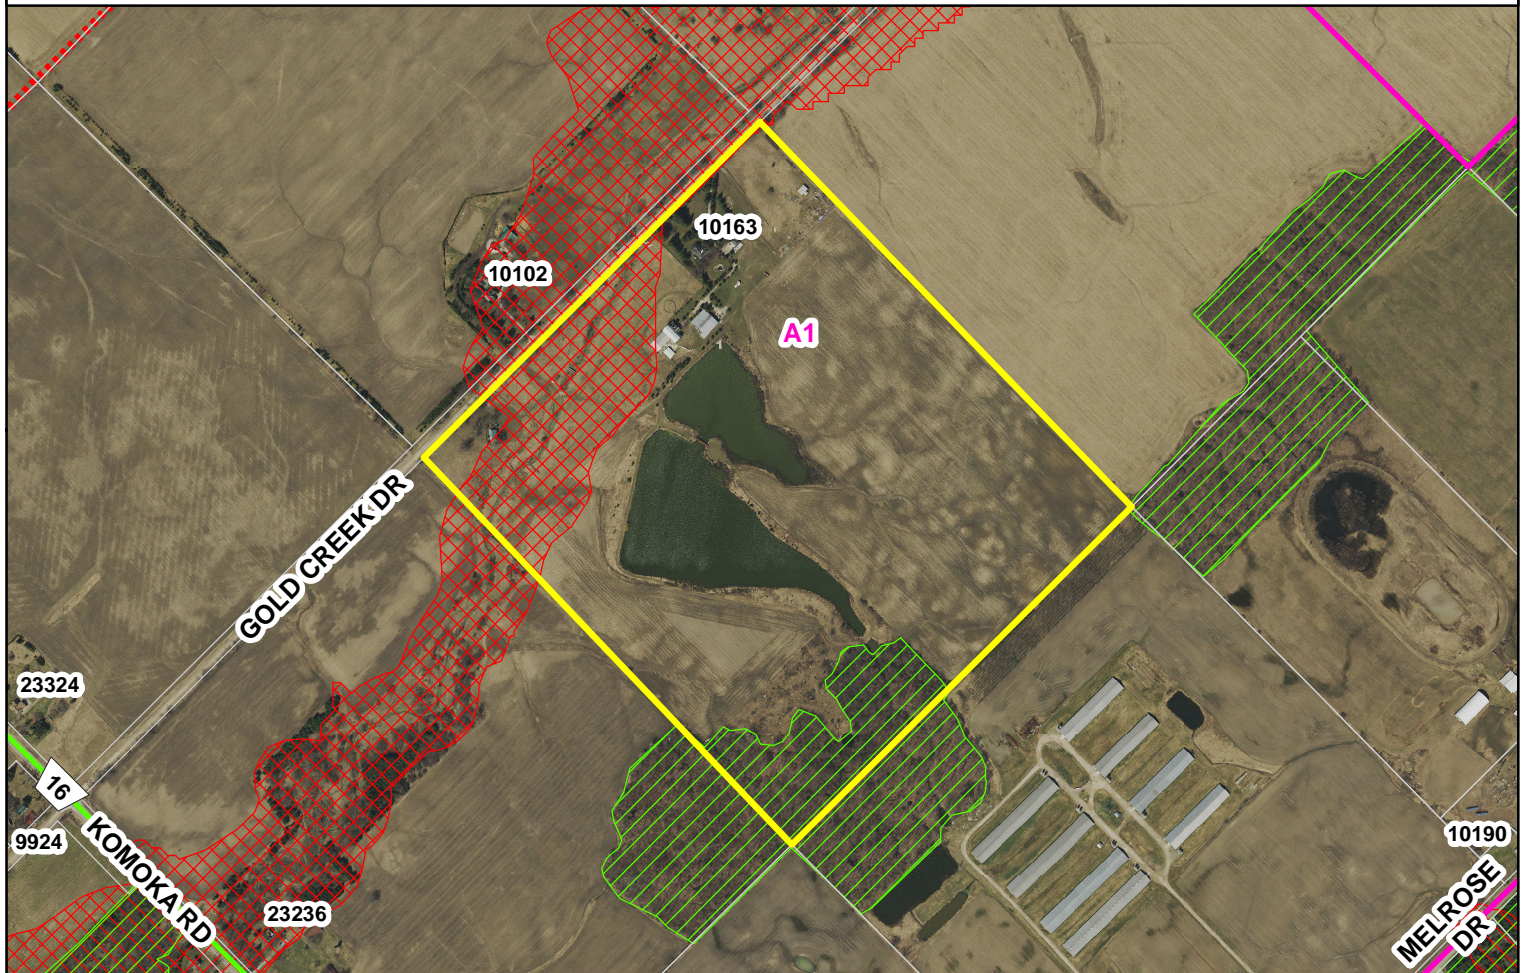 10163
10102
A1
GOLD CREEK DR
23324
16
9924
KOMOKA RD
23236
10190
MELROSE
DR